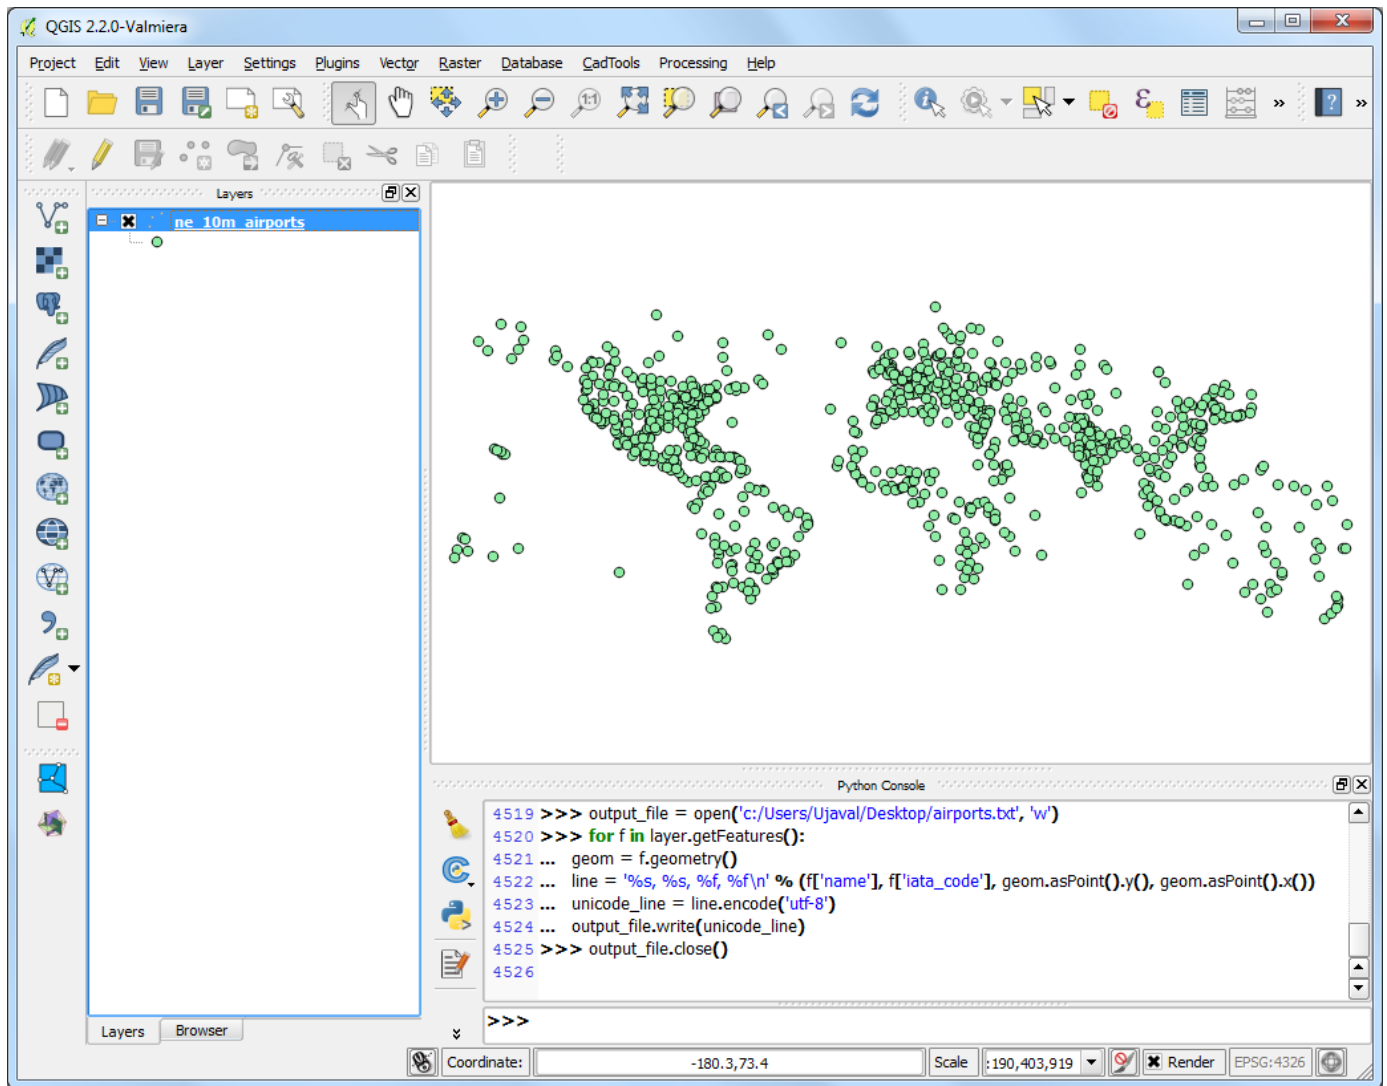 QGIS 2.2.0-Valmiera
Project Edit View Layer Settings Plugins Vector Raster Database CadTools Processing Help
Layers
ne_10m_airports
Layers Browser
Python Console
4519 >>> output_file = open('c:/Users/Ujaval/Desktop/airports.txt', 'w')
4520 >>> for f in layer.getFeatures():
4521 ... geom = f.geometry()
4522 ... line = '%s, %s, %f, %f\n' % (f['name'], f['iata_code'], geom.asPoint().y(), geom.asPoint().x())
4523 ... unicode_line = line.encode('utf-8')
4524 ... output_file.write(unicode_line)
4525 >>> output_file.close()
4526
>>>
Coordinate: -180.3,73.4 Scale :190,403,919 Render EPSG:4326